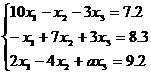 10x₁ − x₂ − 3x₃ = 7.2
− x₁ + 7x₂ + 3x₃ = 8.3
2x₁ − 4x₂ + ax₃ = 9.2